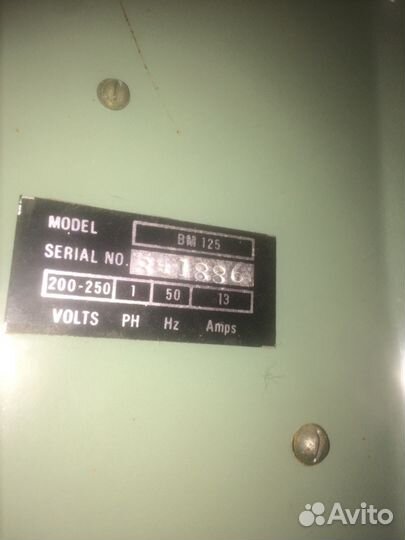 MODEL BM 125
SERIAL NO.
200-250 1 50 13
VOLTS PH Hz Amps
Avito